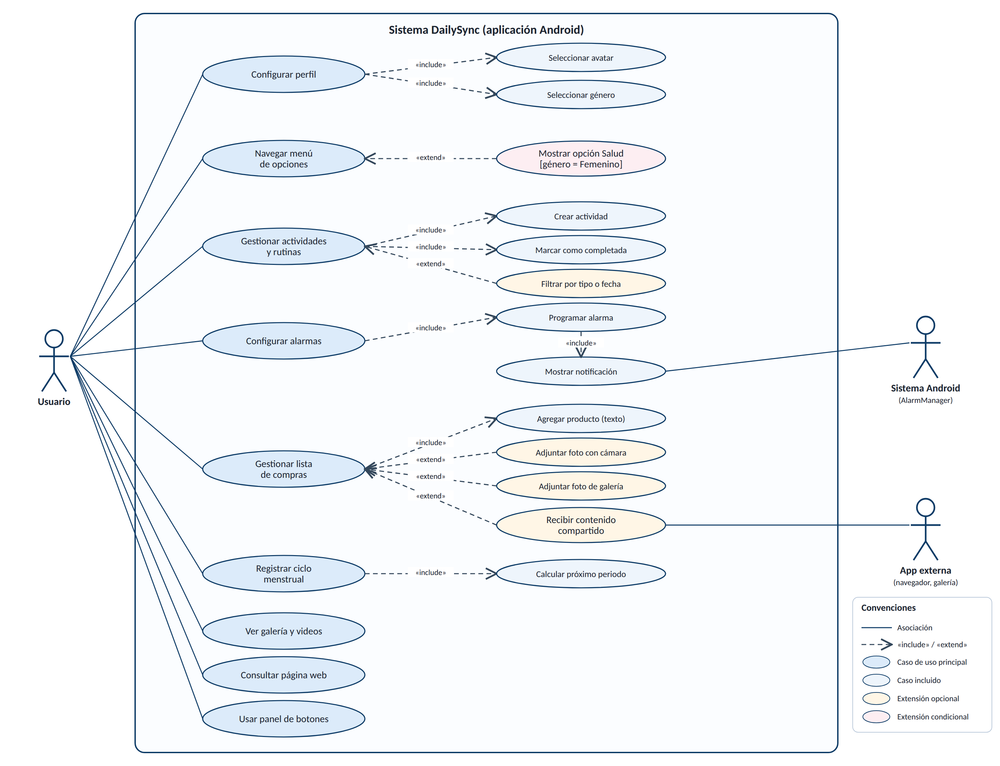 Sistema DailySync (aplicación Android)
Configurar perfil
«include»
«include»
Seleccionar avatar
Seleccionar género
Navegar menú
de opciones
«extend»
Mostrar opción Salud
[género = Femenino]
Gestionar actividades
y rutinas
«include»
«include»
«extend»
Crear actividad
Marcar como completada
Filtrar por tipo o fecha
Configurar alarmas
«include»
Programar alarma
«include»
Mostrar notificación
Usuario
Sistema Android
(AlarmManager)
Gestionar lista
de compras
«include»
«extend»
«extend»
«extend»
Agregar producto (texto)
Adjuntar foto con cámara
Adjuntar foto de galería
Recibir contenido
compartido
App externa
(navegador, galería)
Registrar ciclo
menstrual
«include»
Calcular próximo periodo
Ver galería y videos
Consultar página web
Usar panel de botones
Convenciones
Asociación
«include» / «extend»
Caso de uso principal
Caso incluido
Extensión opcional
Extensión condicional